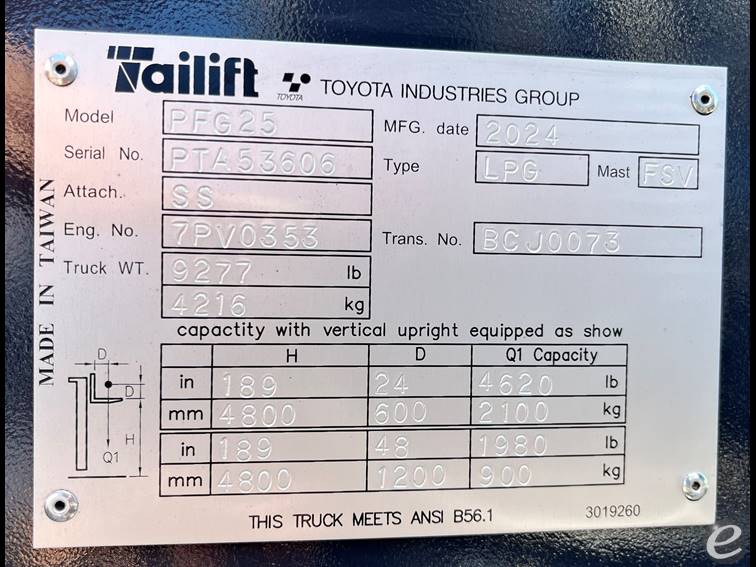 Tailift TOYOTA TOYOTA INDUSTRIES GROUP
Model PFG25 MFG. date 2024
Serial No. PTA53606 Type LPG Mast FSV
Attach. SS
Eng. No. 7PV0353 Trans. No. BCJ0073
Truck WT. 9277 lb
4216 kg
MADE IN TAIWAN
capactity with vertical upright equipped as show
H D Q1 Capacity
in 189 24 4620 lb
mm 4800 600 2100 kg
in 189 48 1980 lb
mm 4800 1200 900 kg
D
D
H
Q1
THIS TRUCK MEETS ANSI B56.1 3019260
e